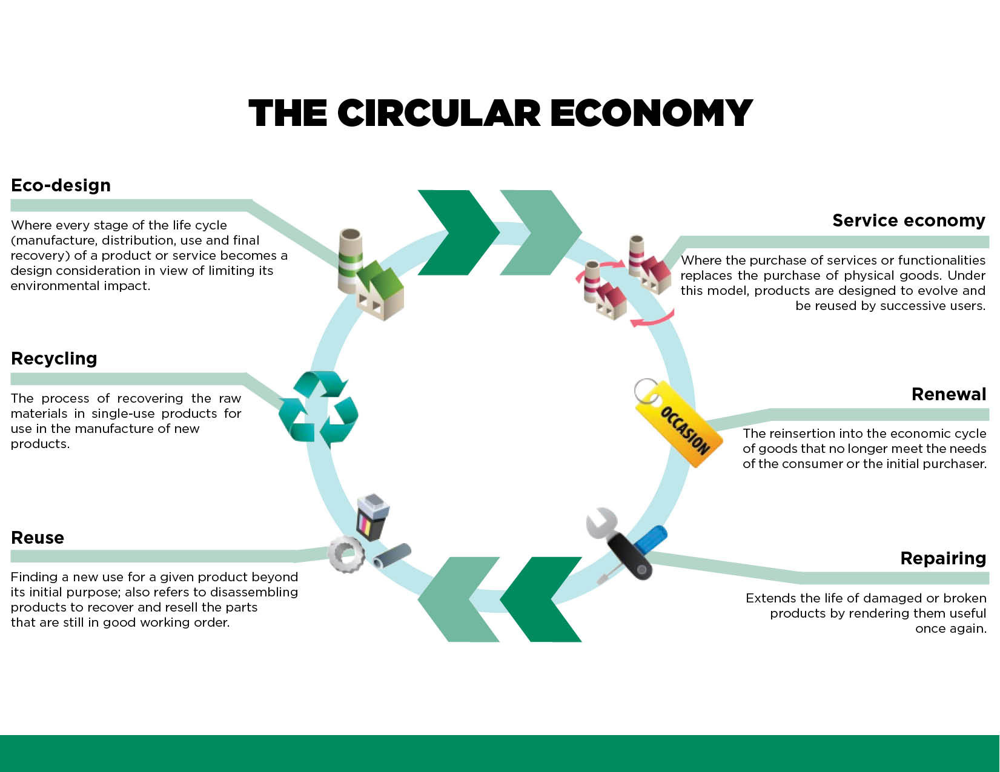 THE CIRCULAR ECONOMY
Eco-design
Where every stage of the life cycle
(manufacture, distribution, use and final
recovery) of a product or service becomes a
design consideration in view of limiting its
environmental impact.
Service economy
Where the purchase of services or functionalities
replaces the purchase of physical goods. Under
this model, products are designed to evolve and
be reused by successive users.
Recycling
The process of recovering the raw
materials in single-use products for
use in the manufacture of new
products.
Renewal
OCCASION
The reinsertion into the economic cycle
of goods that no longer meet the needs
of the consumer or the initial purchaser.
Reuse
Finding a new use for a given product beyond
its initial purpose; also refers to disassembling
products to recover and resell the parts
that are still in good working order.
Repairing
Extends the life of damaged or broken
products by rendering them useful
once again.